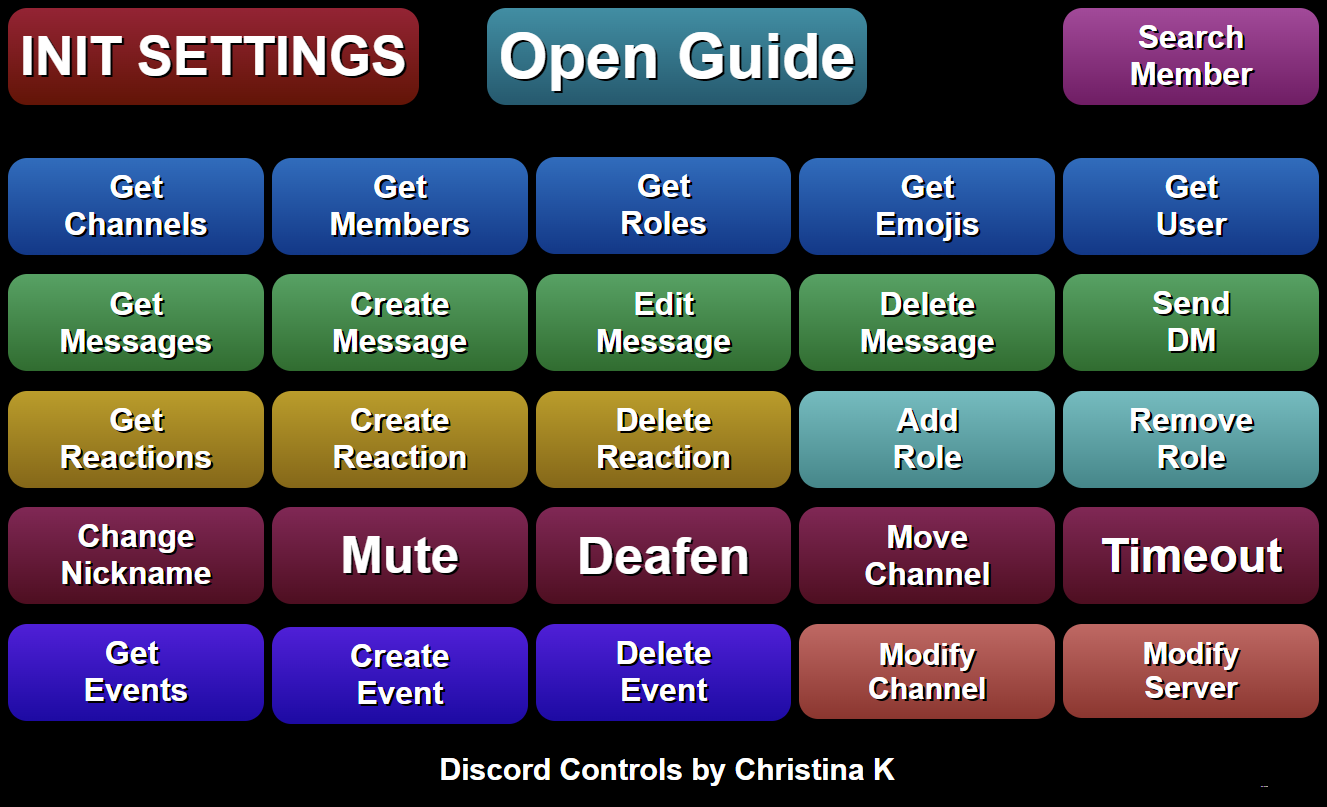 INIT SETTINGS
Open Guide
Search
Member
Get
Channels
Get
Members
Get
Roles
Get
Emojis
Get
User
Get
Messages
Create
Message
Edit
Message
Delete
Message
Send
DM
Get
Reactions
Create
Reaction
Delete
Reaction
Add
Role
Remove
Role
Change
Nickname
Mute
Deafen
Move
Channel
Timeout
Get
Events
Create
Event
Delete
Event
Modify
Channel
Modify
Server
Discord Controls by Christina K